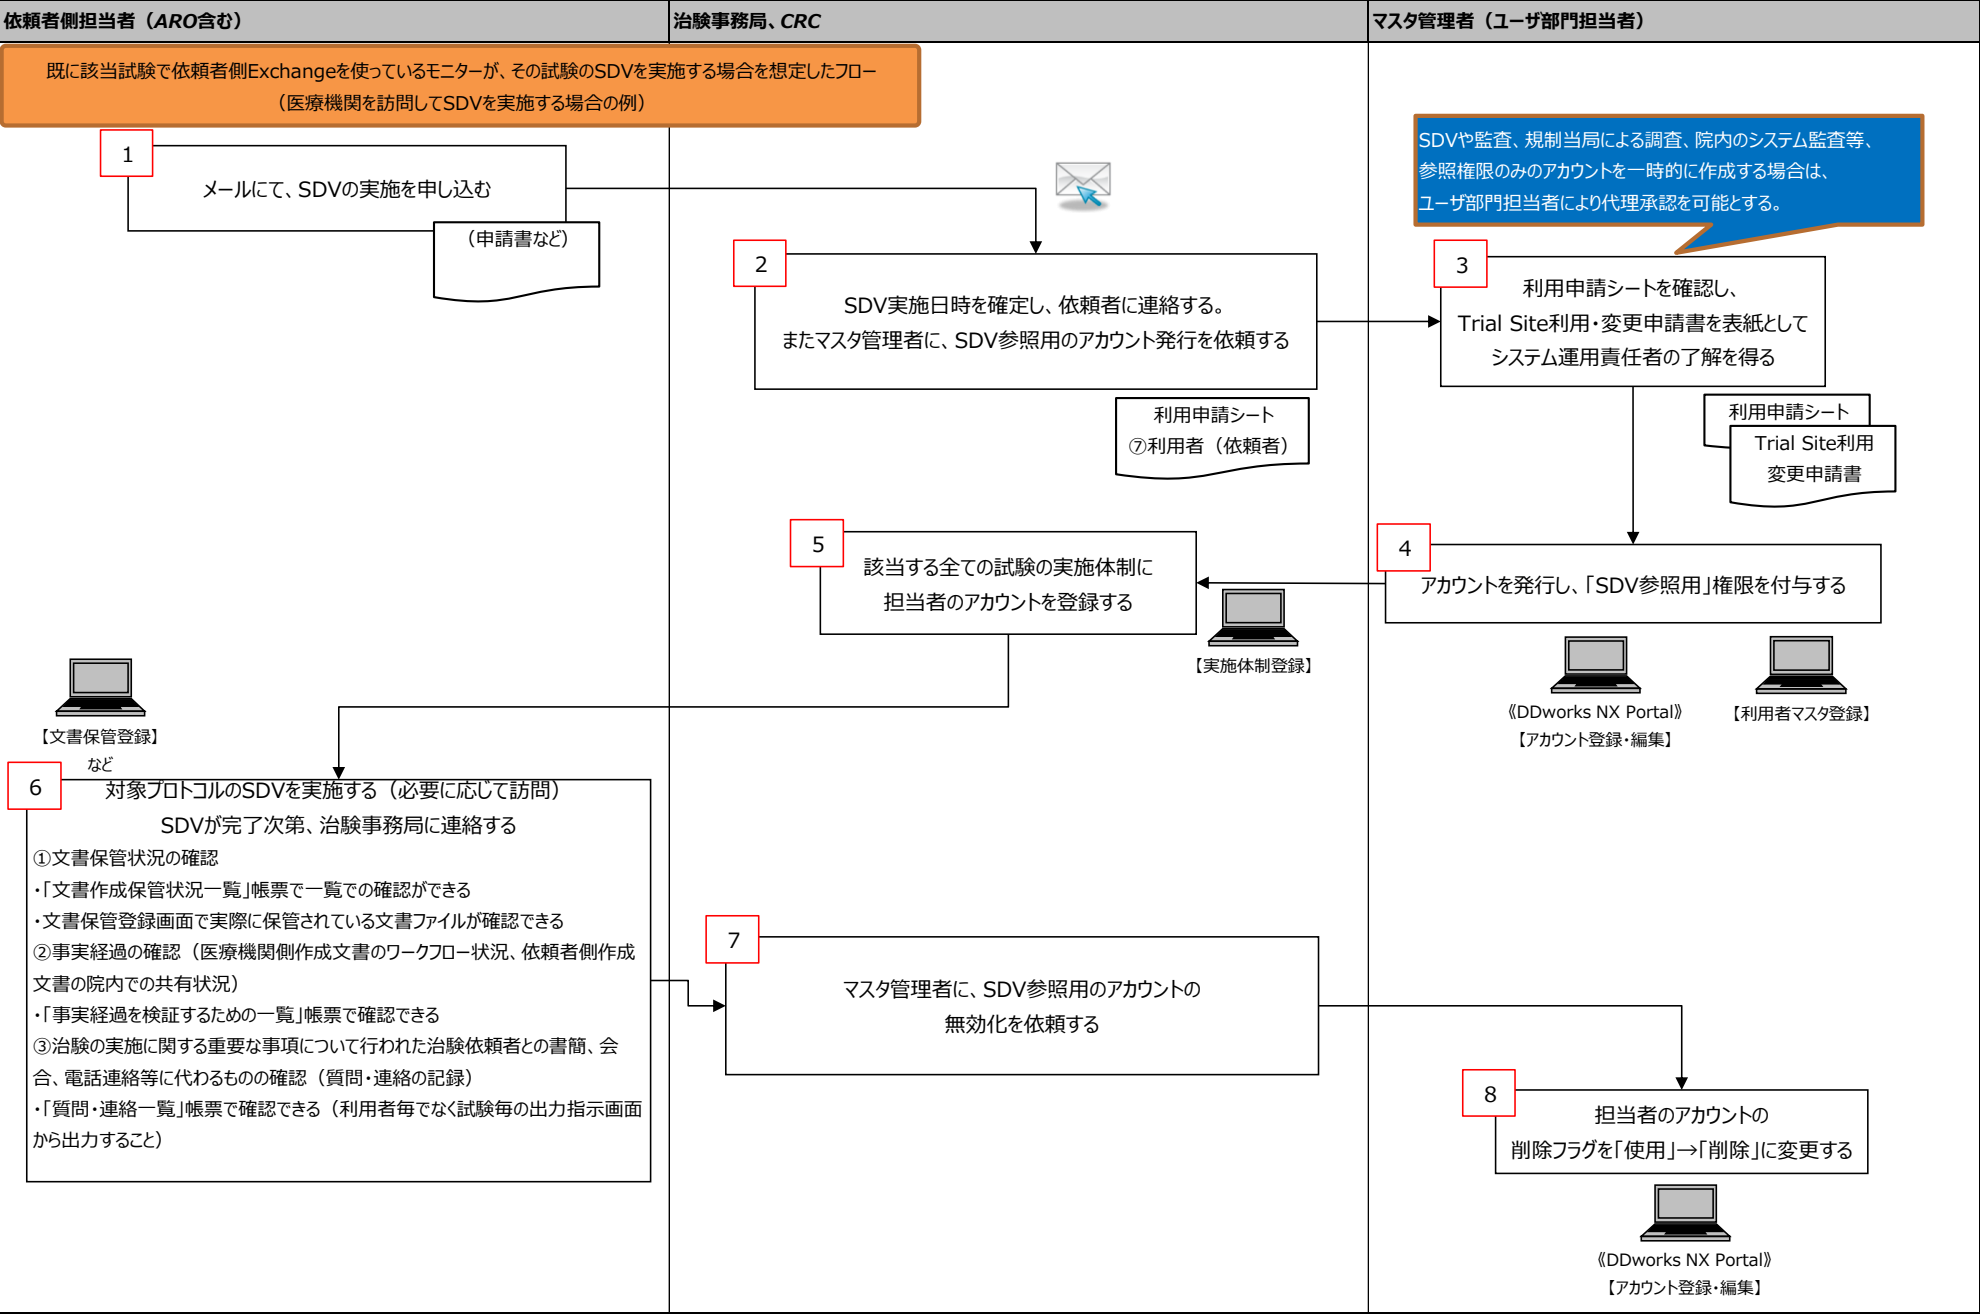 依頼者側担当者（ARO含む）
治験事務局、CRC
マスタ管理者（ユーザ部門担当者）
既に該当試験で依頼者側Exchangeを使っているモニターが、その試験のSDVを実施する場合を想定したフロー
（医療機関を訪問してSDVを実施する場合の例）
1
メールにて、SDVの実施を申し込む
（申請書など）
SDVや監査、規制当局による調査、院内のシステム監査等、
参照権限のみのアカウントを一時的に作成する場合は、
ユーザ部門担当者により代理承認を可能とする。
2
SDV実施日時を確定し、依頼者に連絡する。
またマスタ管理者に、SDV参照用のアカウント発行を依頼する
利用申請シート
⑦利用者（依頼者）
3
利用申請シートを確認し、
Trial Site利用・変更申請書を表紙として
システム運用責任者の了解を得る
利用申請シート
Trial Site利用
変更申請書
4
アカウントを発行し、「SDV参照用」権限を付与する
《DDworks NX Portal》
【アカウント登録・編集】
【利用者マスタ登録】
5
該当する全ての試験の実施体制に
担当者のアカウントを登録する
【実施体制登録】
【文書保管登録】
など
6
対象プロトコルのSDVを実施する（必要に応じて訪問）
SDVが完了次第、治験事務局に連絡する
①文書保管状況の確認
・「文書作成保管状況一覧」帳票で一覧での確認ができる
・文書保管登録画面で実際に保管されている文書ファイルが確認できる
②事実経過の確認（医療機関側作成文書のワークフロー状況、依頼者側作成
文書の院内での共有状況）
・「事実経過を検証するための一覧」帳票で確認できる
③治験の実施に関する重要な事項について行われた治験依頼者との書簡、会
合、電話連絡等に代わるものの確認（質問・連絡の記録）
・「質問・連絡一覧」帳票で確認できる（利用者毎でなく試験毎の出力指示画面
から出力すること）
7
マスタ管理者に、SDV参照用のアカウントの
無効化を依頼する
8
担当者のアカウントの
削除フラグを「使用」→「削除」に変更する
《DDworks NX Portal》
【アカウント登録・編集】